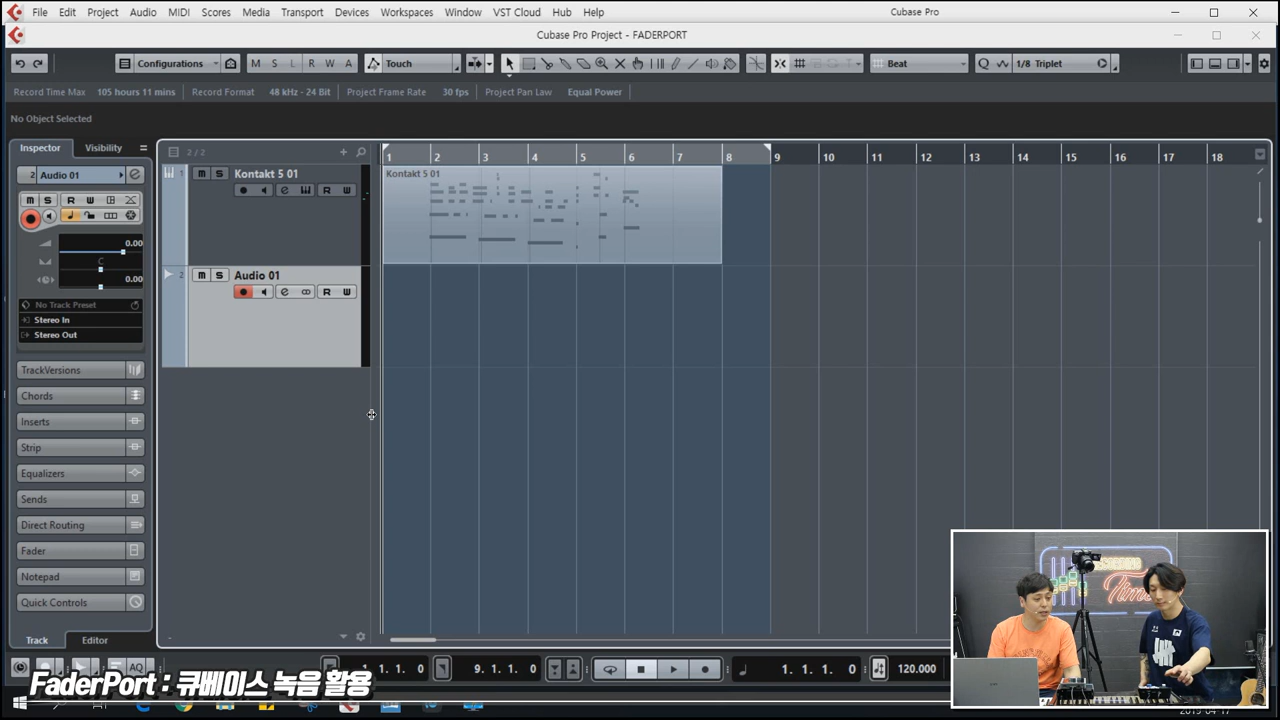 File Edit Project Audio MIDI Scores Media Transport Devices Workspaces Window VST Cloud Hub Help Cubase Pro
Cubase Pro Project - FADERPORT
Configurations M S L R W A Touch Beat 1/8 Triplet
Record Time Max 105 hours 11 mins Record Format 48 kHz - 24 Bit Project Frame Rate 30 fps Project Pan Law Equal Power
No Object Selected
Inspector Visibility 2 / 2 1 2 3 4 5 6 7 8 9 10 11 12 13 14 15 16 17 18
2 Audio 01
1 M S Kontakt 5 01 Kontakt 5 01
R W
M S R W
0.00
C
0.00
2 M S Audio 01
R W
No Track Preset
Stereo In
Stereo Out
TrackVersions
Chords
Inserts
Strip
Equalizers
Sends
Direct Routing
Fader
Notepad
Quick Controls
Track Editor
AQ 1. 1. 1. 0 9. 1. 1. 0 1. 1. 1. 0 120.000
FaderPort : 큐베이스 녹음 활용
2019-04-17